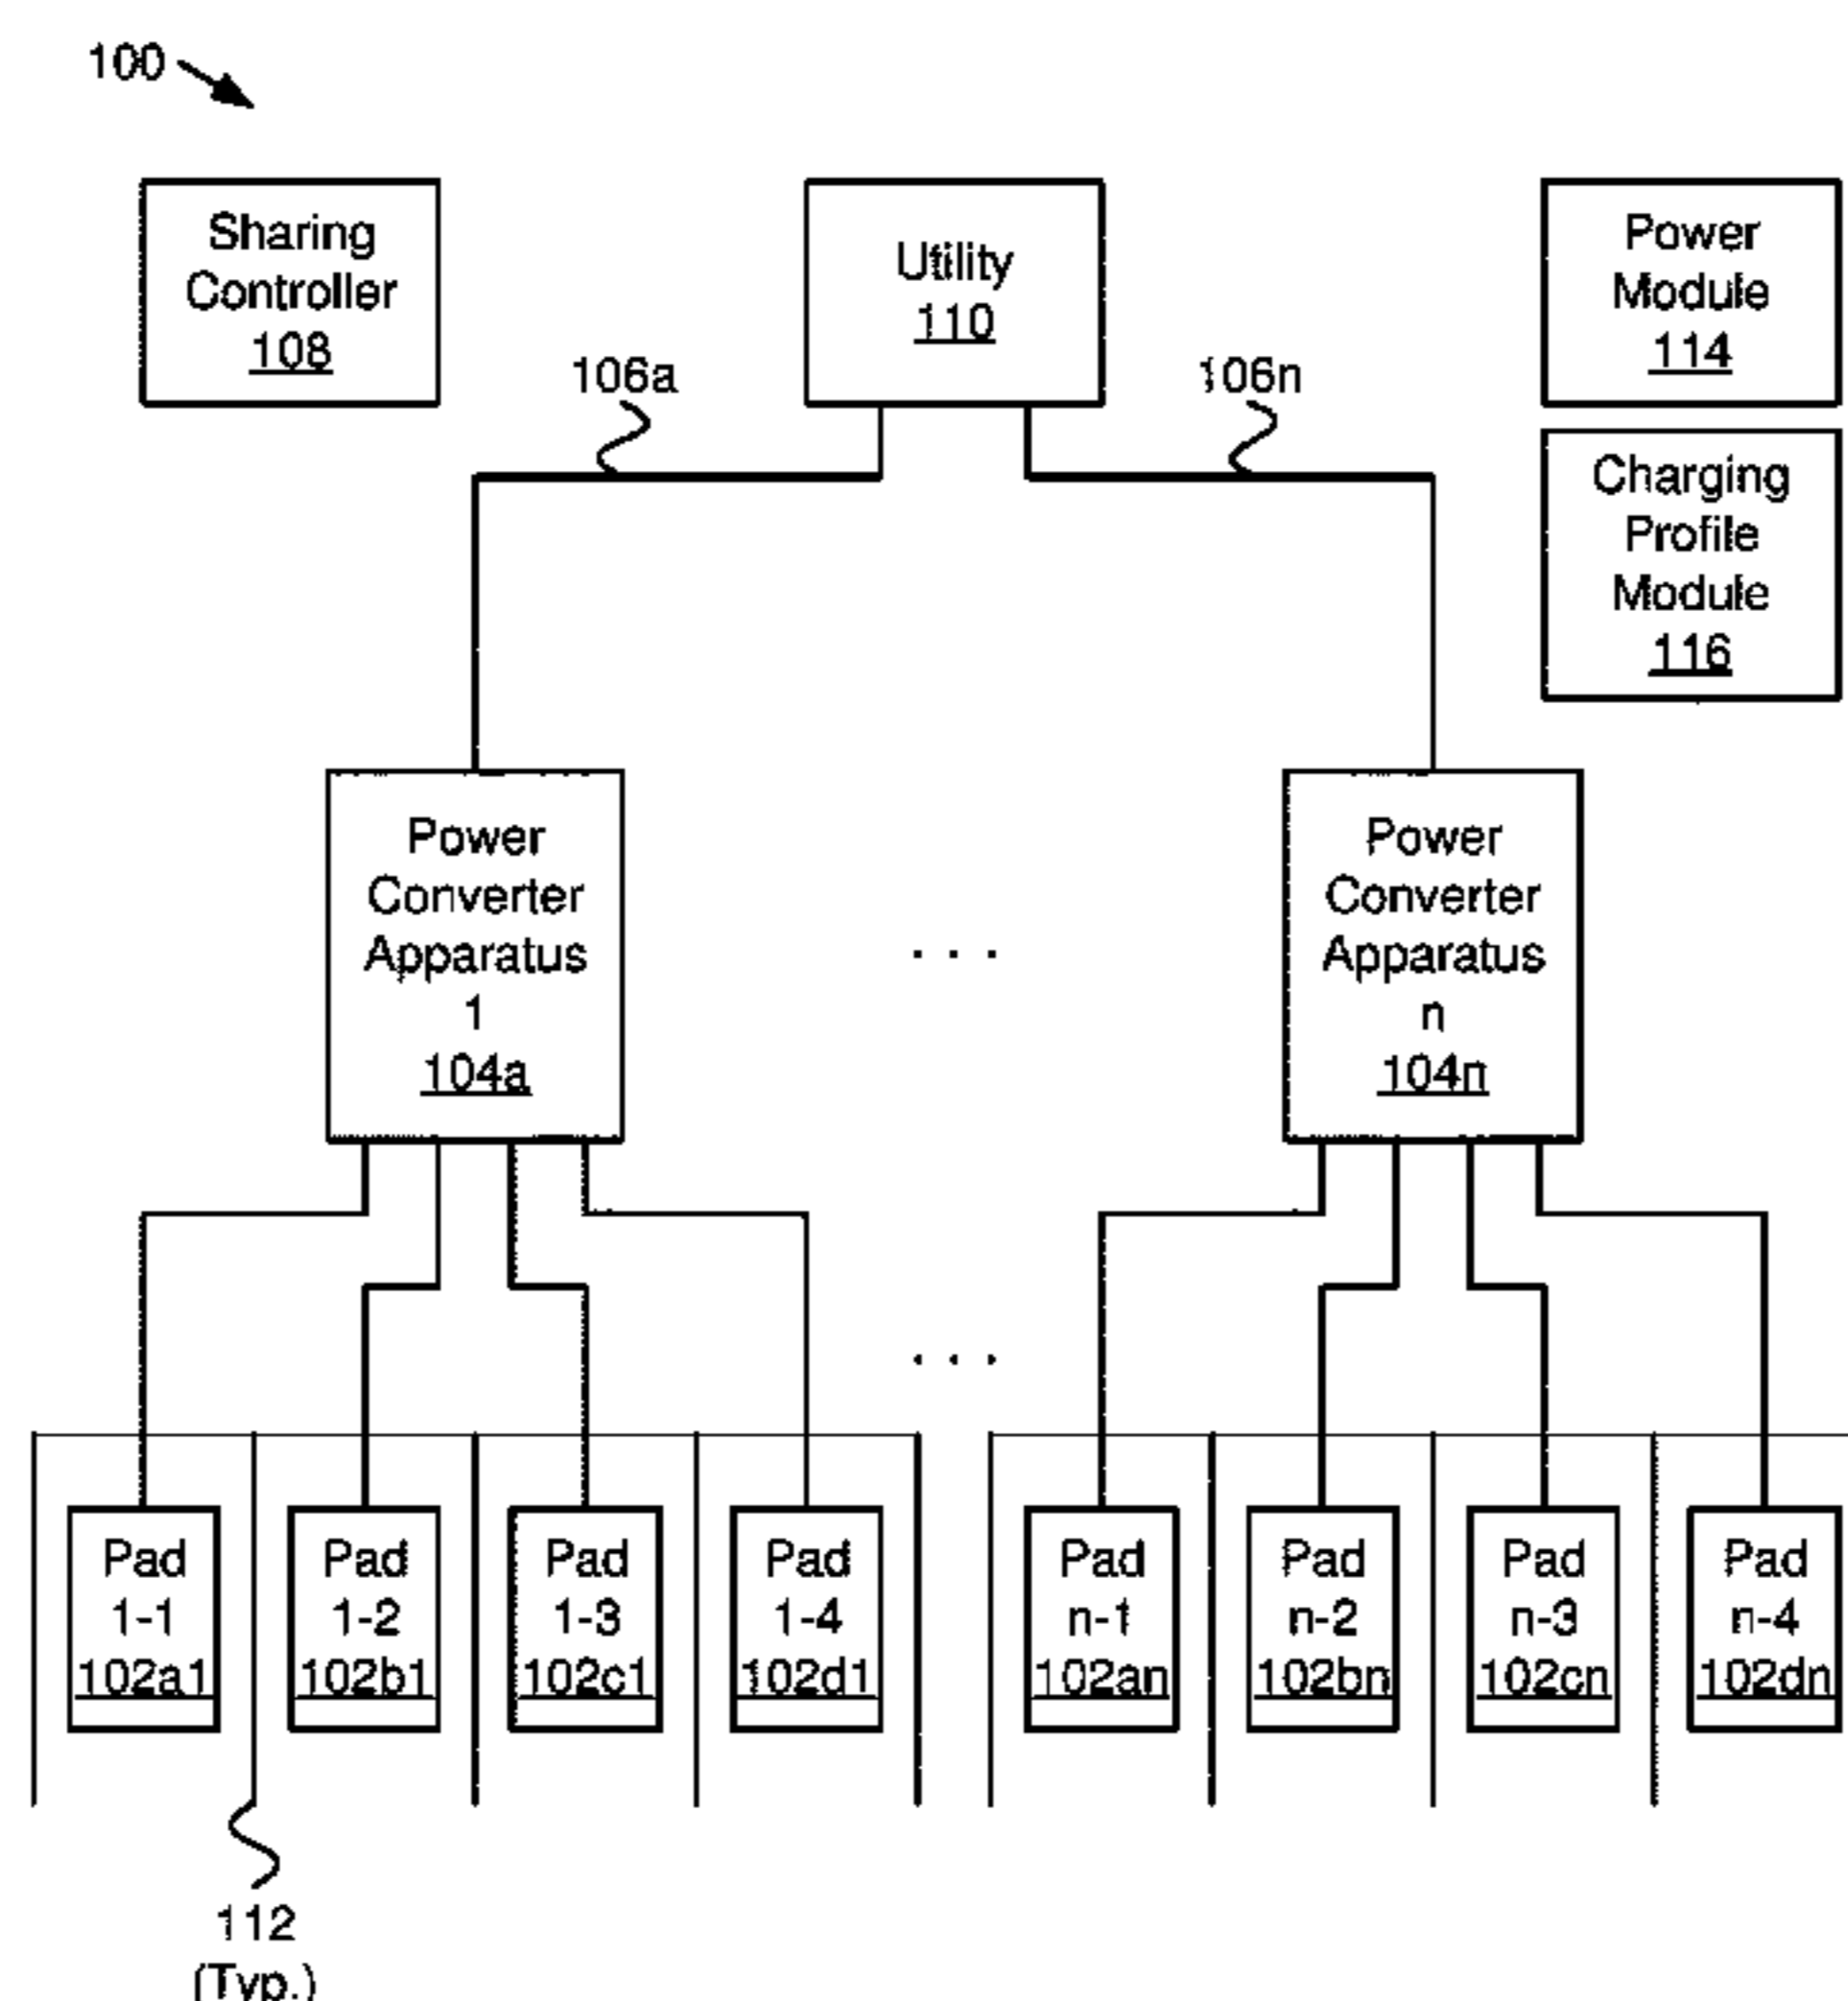 100
Sharing
Controller
108
Utility
110
Power
Module
114
106a
106n
Charging
Profile
Module
116
Power
Converter
Apparatus
1
104a
. . .
Power
Converter
Apparatus
n
104n
. . .
Pad
1-1
102a1
Pad
1-2
102b1
Pad
1-3
102c1
Pad
1-4
102d1
Pad
n-1
102an
Pad
n-2
102bn
Pad
n-3
102cn
Pad
n-4
102dn
112
(Typ.)